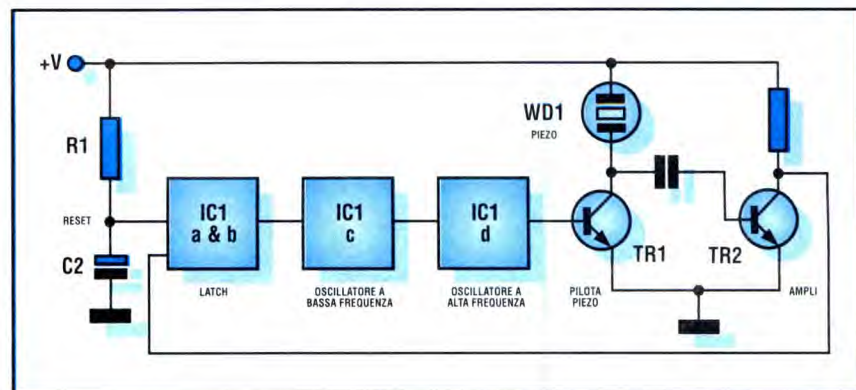 +V
WD1
PIEZO
R1
RESET
C2
IC1
a & b
LATCH
IC1
c
OSCILLATORE A
BASSA FREQUENZA
IC1
d
OSCILLATORE A
ALTA FREQUENZA
TR1
PILOTA
PIEZO
TR2
AMPLI